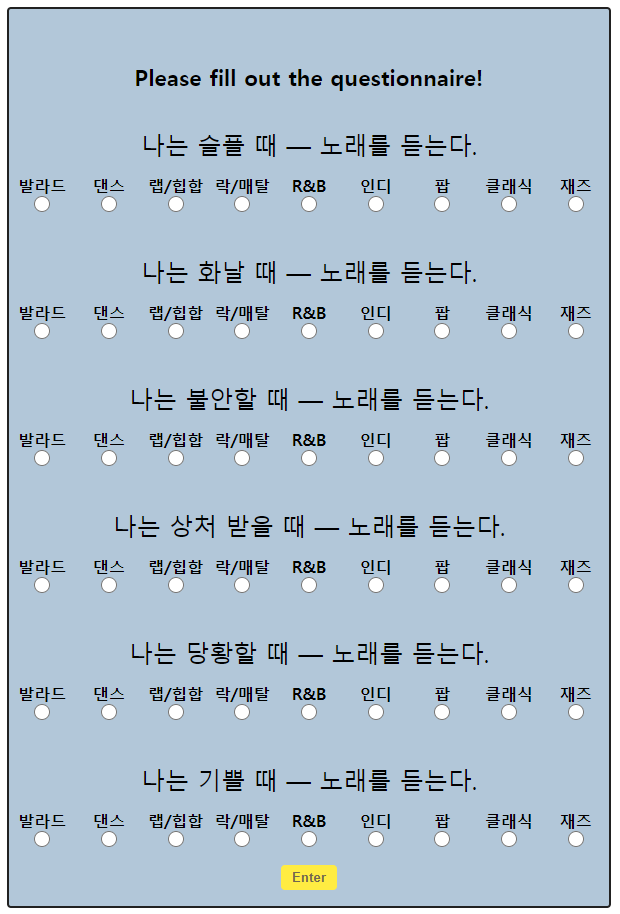 Please fill out the questionnaire!
나는 슬플 때 — 노래를 듣는다.
발라드 댄스 랩/힙합 락/매탈 R&B 인디 팝 클래식 재즈
나는 화날 때 — 노래를 듣는다.
발라드 댄스 랩/힙합 락/매탈 R&B 인디 팝 클래식 재즈
나는 불안할 때 — 노래를 듣는다.
발라드 댄스 랩/힙합 락/매탈 R&B 인디 팝 클래식 재즈
나는 상처 받을 때 — 노래를 듣는다.
발라드 댄스 랩/힙합 락/매탈 R&B 인디 팝 클래식 재즈
나는 당황할 때 — 노래를 듣는다.
발라드 댄스 랩/힙합 락/매탈 R&B 인디 팝 클래식 재즈
나는 기쁠 때 — 노래를 듣는다.
발라드 댄스 랩/힙합 락/매탈 R&B 인디 팝 클래식 재즈
Enter